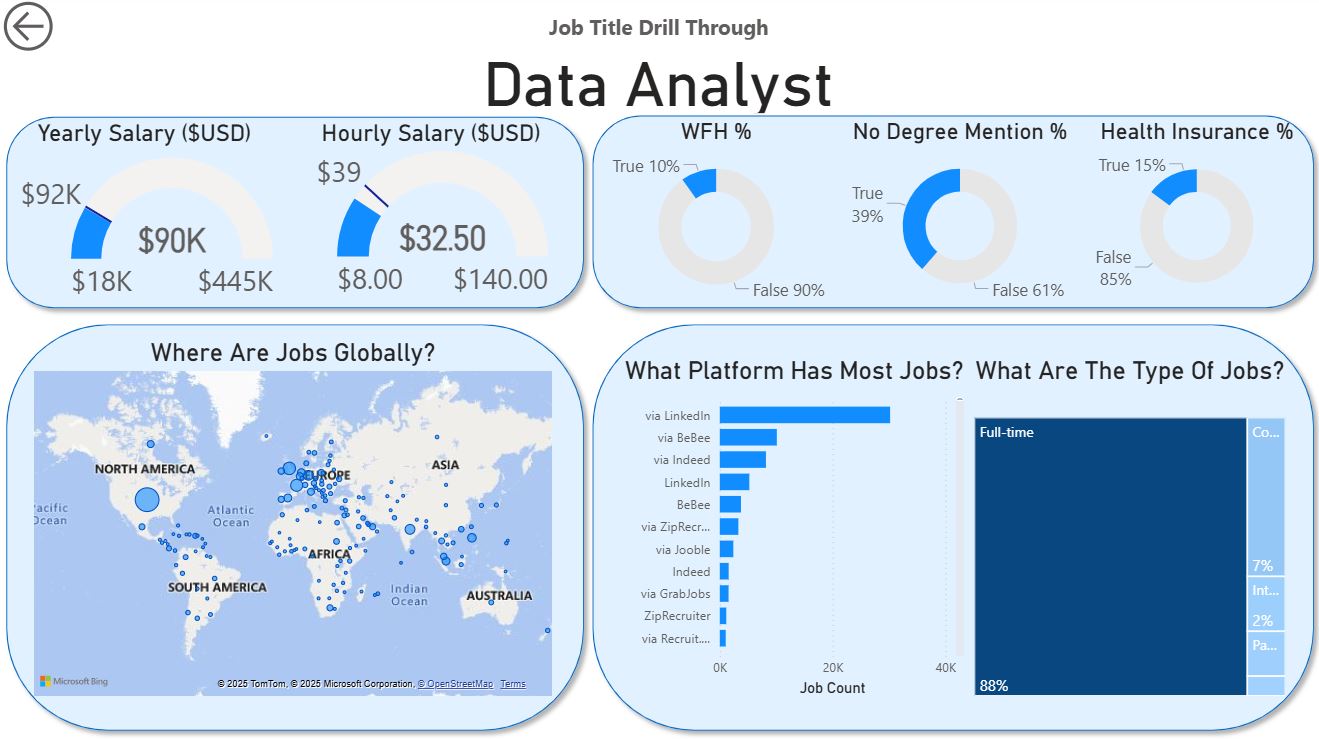 Job Title Drill Through
Data Analyst
Yearly Salary ($USD)
$92K
$90K
$18K
$445K
Hourly Salary ($USD)
$39
$32.50
$8.00
$140.00
WFH %
True 10%
False 90%
No Degree Mention %
True
39%
False 61%
Health Insurance %
True 15%
False
85%
Where Are Jobs Globally?
NORTH AMERICA
EUROPE
ASIA
acific
Ocean
Atlantic
Ocean
AFRICA
SOUTH AMERICA
Indian
Ocean
AUSTRALIA
Microsoft Bing
© 2025 TomTom, © 2025 Microsoft Corporation, © OpenStreetMap Terms
What Platform Has Most Jobs?
via LinkedIn
via BeBee
via Indeed
LinkedIn
BeBee
via ZipRecr...
via Jooble
Indeed
via GrabJobs
ZipRecruiter
via Recruit....
0K 20K 40K
Job Count
What Are The Type Of Jobs?
Full-time
88%
Co...
7%
Int...
2%
Pa...